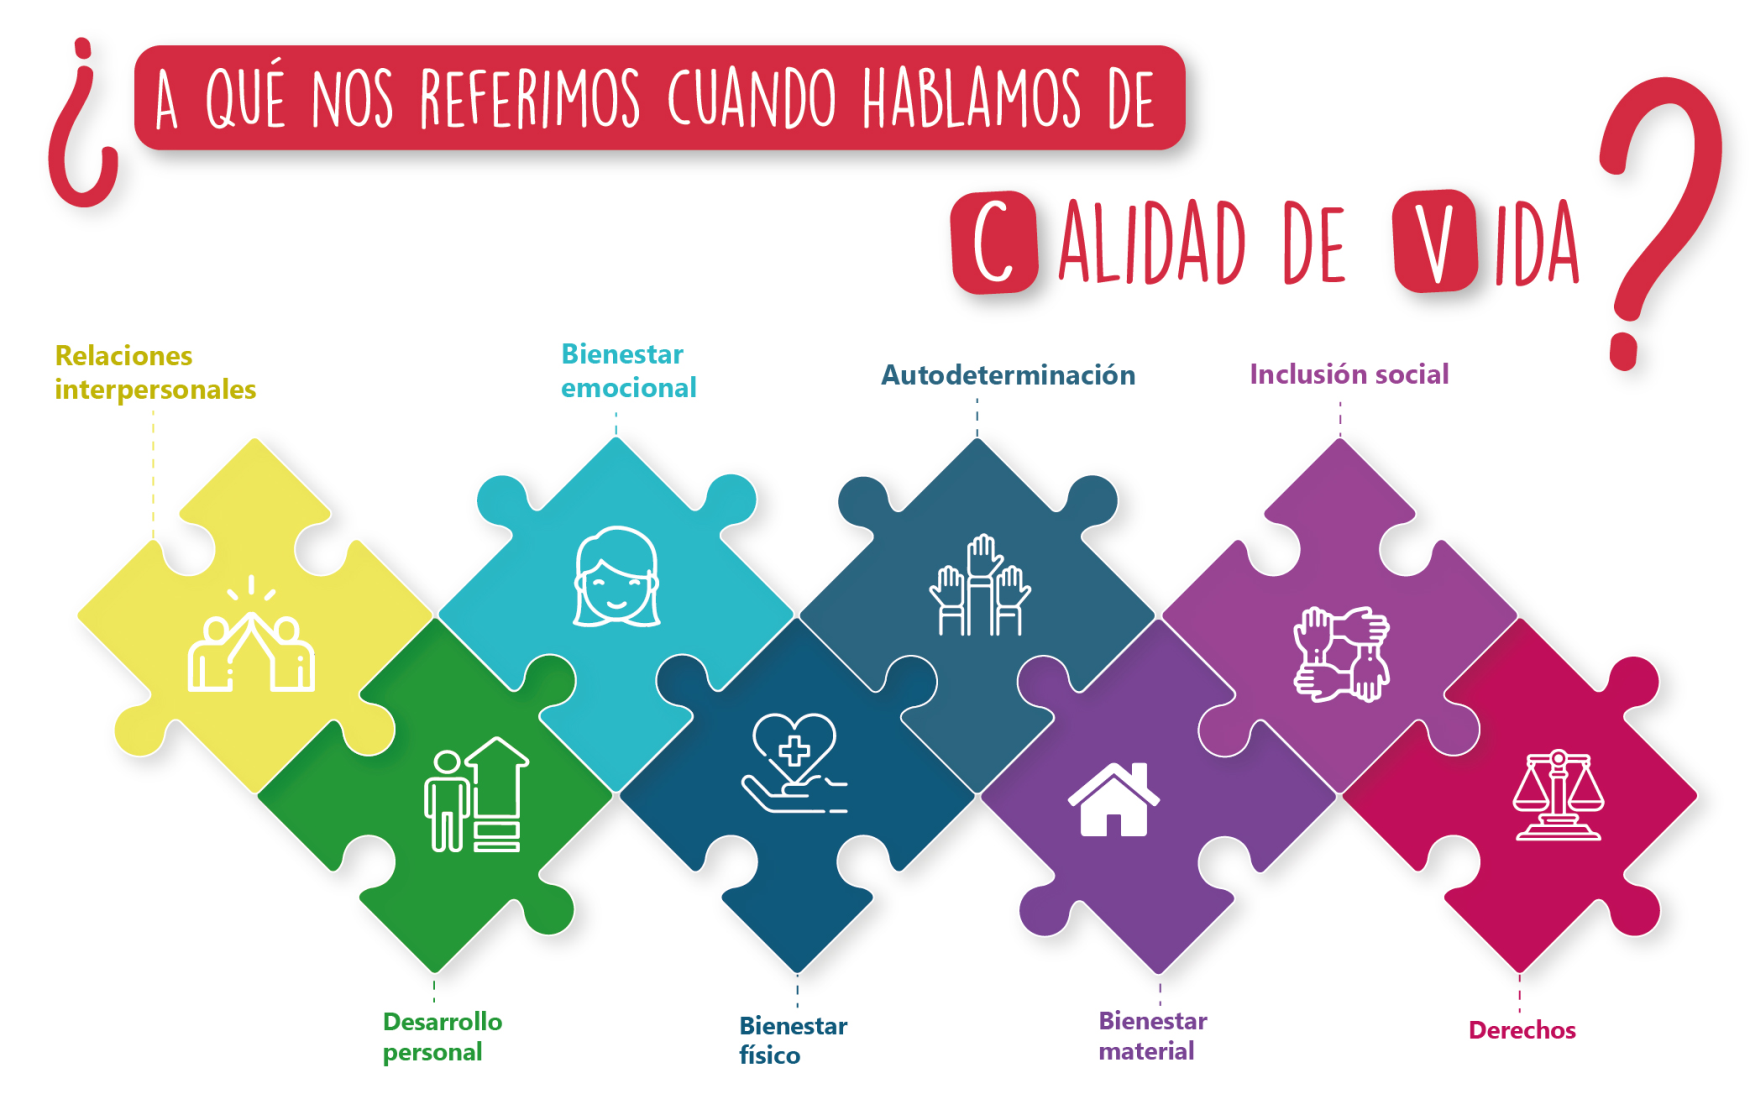 ¿A QUÉ NOS REFERIMOS CUANDO HABLAMOS DE
CALIDAD DE VIDA?
Relaciones
interpersonales
Bienestar
emocional
Autodeterminación
Inclusión social
Desarrollo
personal
Bienestar
físico
Bienestar
material
Derechos